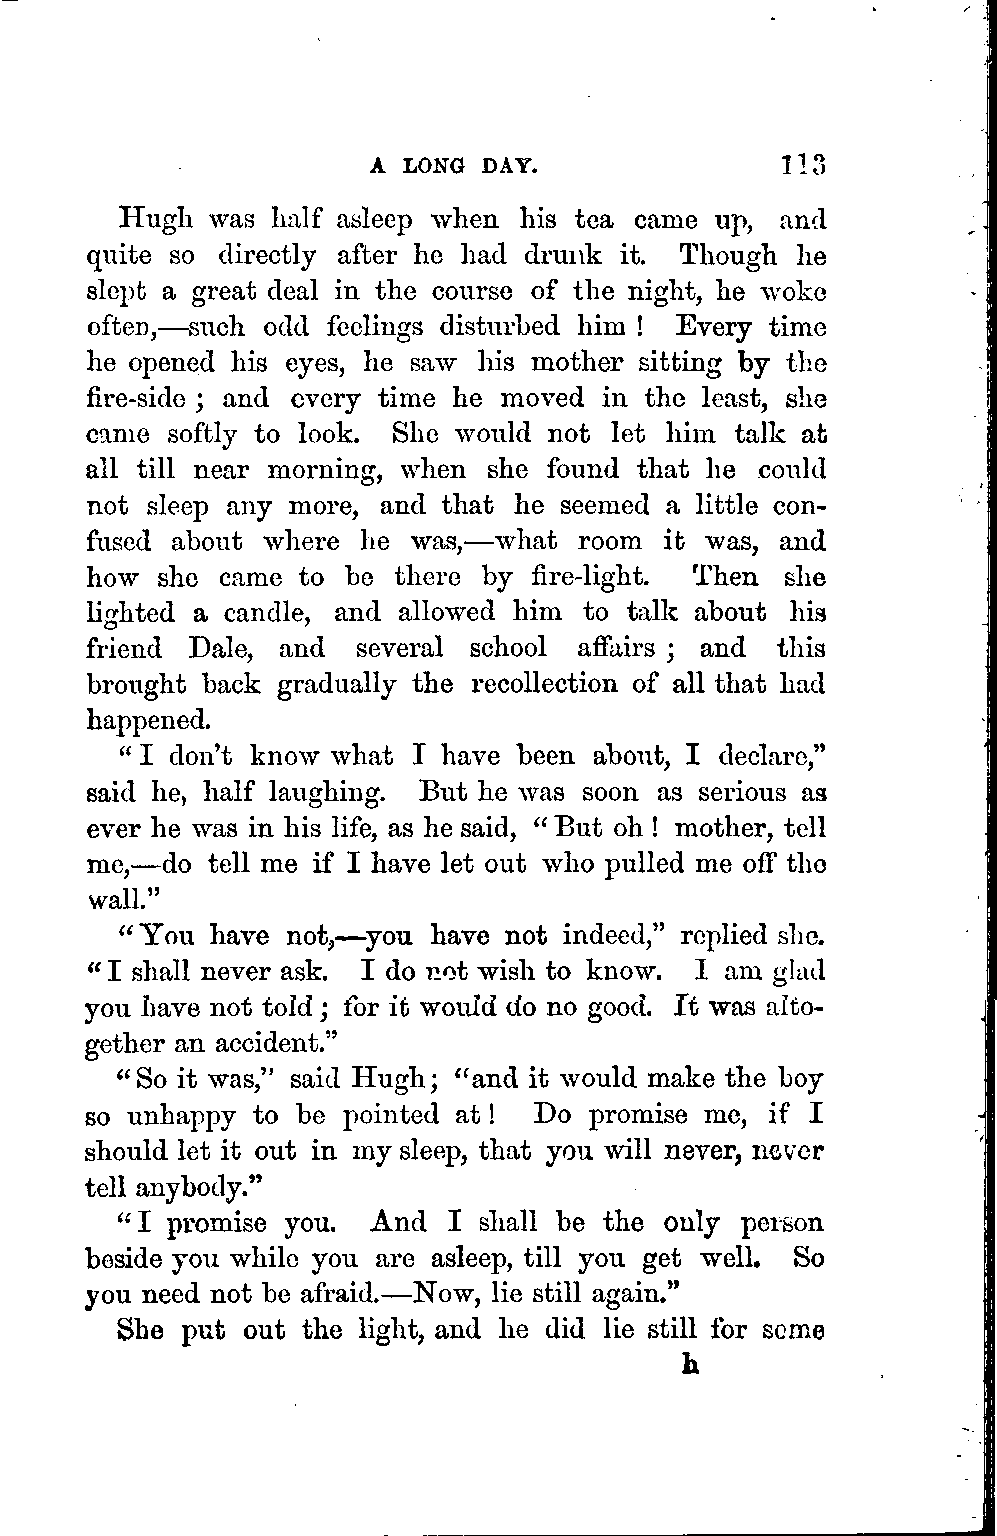 A LONG DAY. 113
Hugh was half asleep when his tea came up, and
quite so directly after he had drunk it. Though he
slept a great deal in the course of the night, he woke
often,—such odd feelings disturbed him ! Every time
he opened his eyes, he saw his mother sitting by the
fire-side ; and every time he moved in the least, she
came softly to look. She would not let him talk at
all till near morning, when she found that he could
not sleep any more, and that he seemed a little con-
fused about where he was,—what room it was, and
how she came to be there by fire-light. Then she
lighted a candle, and allowed him to talk about his
friend Dale, and several school affairs ; and this
brought back gradually the recollection of all that had
happened.
“ I don’t know what I have been about, I declare,”
said he, half laughing. But he was soon as serious as
ever he was in his life, as he said, “ But oh ! mother, tell
me,—do tell me if I have let out who pulled me off the
wall.”
“ You have not,—you have not indeed,” replied she.
“ I shall never ask. I do not wish to know. I am glad
you have not told ; for it would do no good. It was alto-
gether an accident.”
“ So it was,” said Hugh; “and it would make the boy
so unhappy to be pointed at ! Do promise me, if I
should let it out in my sleep, that you will never, never
tell anybody.”
“ I promise you. And I shall be the only person
beside you while you are asleep, till you get well. So
you need not be afraid.—Now, lie still again.”
She put out the light, and he did lie still for some
h